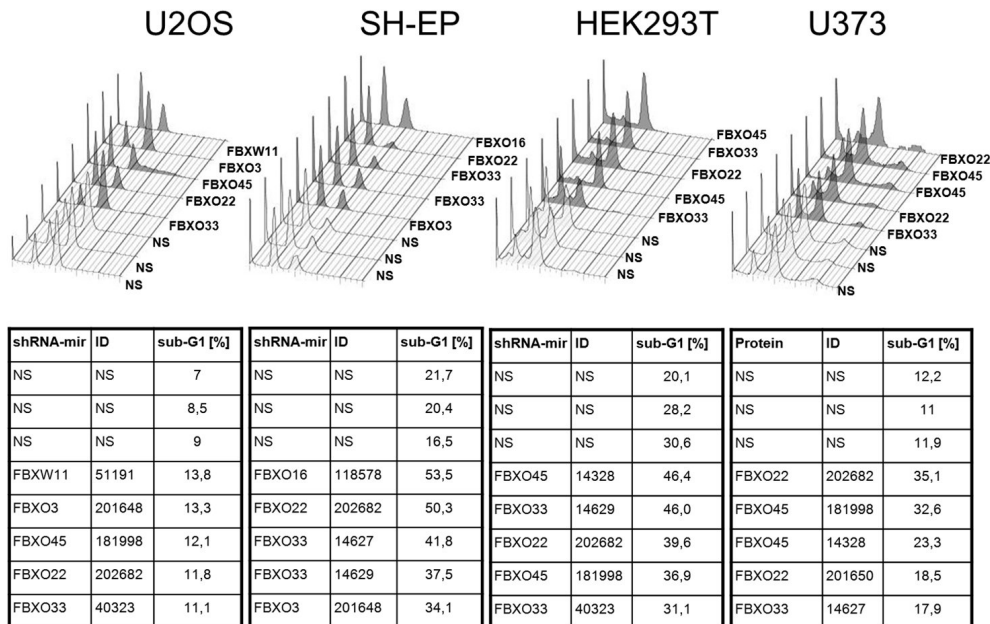 U2OS SH-EP HEK293T U373
FBXW11
FBXO3
FBXO45
FBXO22
FBXO33
NS
NS
NS
FBXO16
FBXO22
FBXO33
FBXO33
FBXO3
NS
NS
NS
FBXO45
FBXO33
FBXO22
FBXO45
FBXO33
NS
NS
NS
FBXO22
FBXO45
FBXO45
FBXO22
FBXO33
NS
NS
NS
shRNA-mir ID sub-G1 [%]
NS NS 7
NS NS 8,5
NS NS 9
FBXW11 51191 13,8
FBXO3 201648 13,3
FBXO45 181998 12,1
FBXO22 202682 11,8
FBXO33 40323 11,1
shRNA-mir ID sub-G1 [%]
NS NS 21,7
NS NS 20,4
NS NS 16,5
FBXO16 118578 53,5
FBXO22 202682 50,3
FBXO33 14627 41,8
FBXO33 14629 37,5
FBXO3 201648 34,1
shRNA-mir ID sub-G1 [%]
NS NS 20,1
NS NS 28,2
NS NS 30,6
FBXO45 14328 46,4
FBXO33 14629 46,0
FBXO22 202682 39,6
FBXO45 181998 36,9
FBXO33 40323 31,1
Protein ID sub-G1 [%]
NS NS 12,2
NS NS 11
NS NS 11,9
FBXO22 202682 35,1
FBXO45 181998 32,6
FBXO45 14328 23,3
FBXO22 201650 18,5
FBXO33 14627 17,9